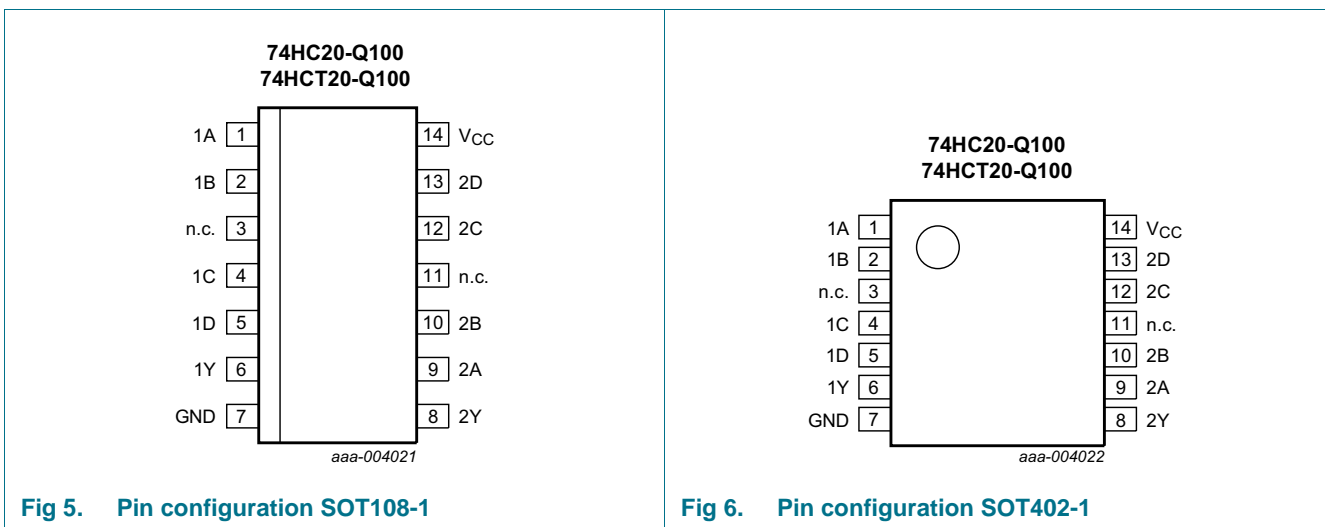 74HC20-Q100
74HCT20-Q100
1A 1
14 VCC
1B 2
13 2D
n.c. 3
12 2C
1C 4
11 n.c.
1D 5
10 2B
1Y 6
9 2A
GND 7
8 2Y
aaa-004021
Fig 5. Pin configuration SOT108-1
74HC20-Q100
74HCT20-Q100
1A 1
14 VCC
1B 2
13 2D
n.c. 3
12 2C
1C 4
11 n.c.
1D 5
10 2B
1Y 6
9 2A
GND 7
8 2Y
aaa-004022
Fig 6. Pin configuration SOT402-1